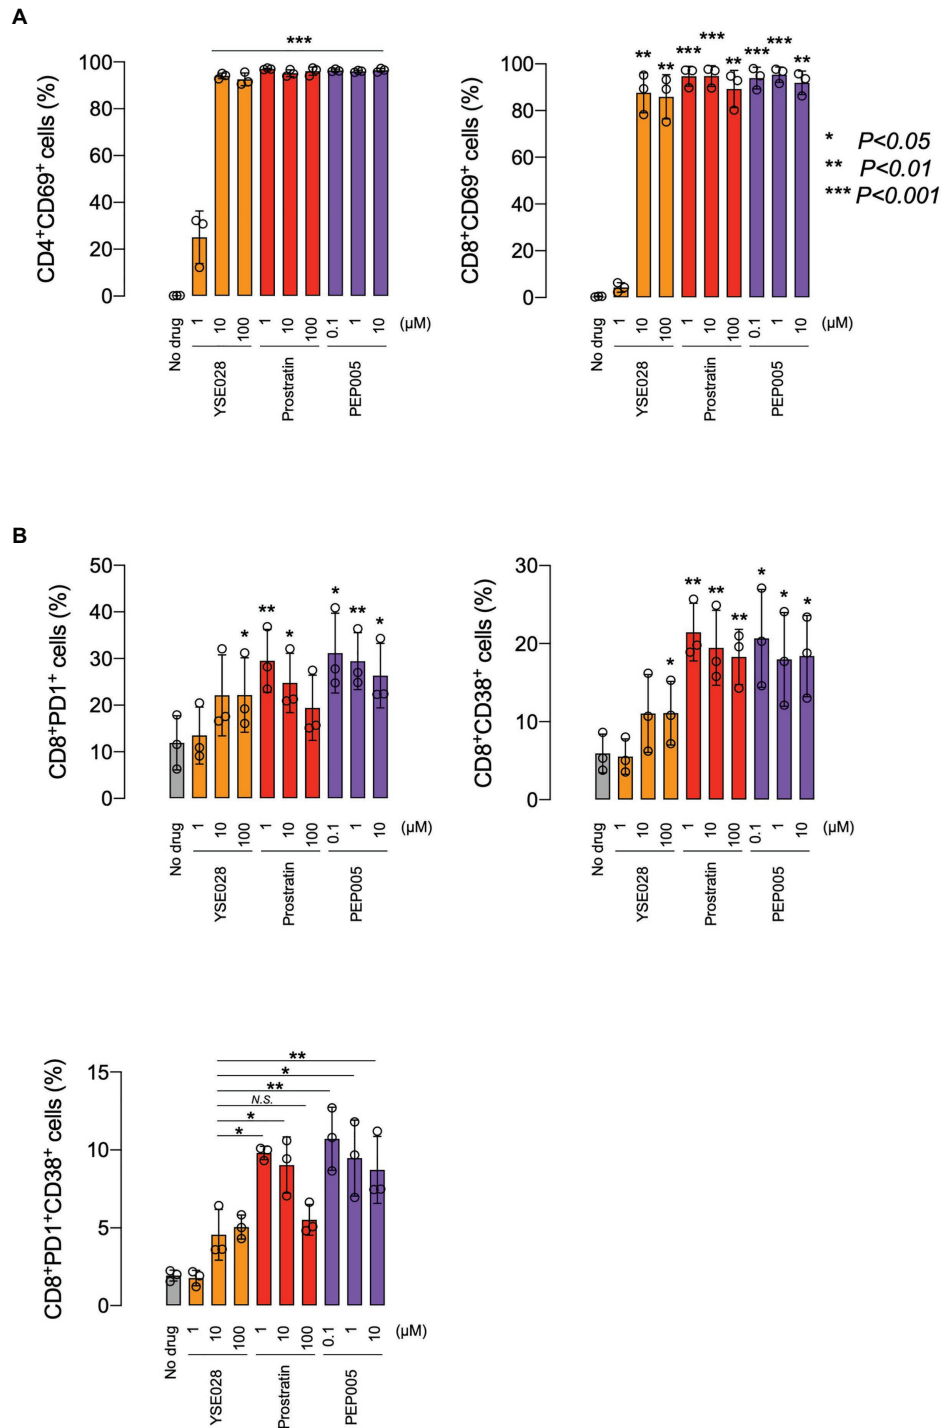 A
***
CD4+CD69+ cells (%)
100
80
60
40
20
0
No drug
1
10
100
1
10
100
0.1
1
10
(µM)
YSE028
Prostratin
PEP005
** ** *** *** ** *** *** **
CD8+CD69+ cells (%)
100
80
60
40
20
0
No drug
1
10
100
1
10
100
0.1
1
10
(µM)
YSE028
Prostratin
PEP005
* P<0.05
** P<0.01
*** P<0.001
B
* ** * * ** *
CD8+PD1+ cells (%)
50
40
30
20
10
0
No drug
1
10
100
1
10
100
0.1
1
10
(µM)
YSE028
Prostratin
PEP005
* ** ** ** * * *
CD8+CD38+ cells (%)
30
20
10
0
No drug
1
10
100
1
10
100
0.1
1
10
(µM)
YSE028
Prostratin
PEP005
**
*
**
N.S.
*
*
CD8+PD1+CD38+ cells (%)
15
10
5
0
No drug
1
10
100
1
10
100
0.1
1
10
(µM)
YSE028
Prostratin
PEP005